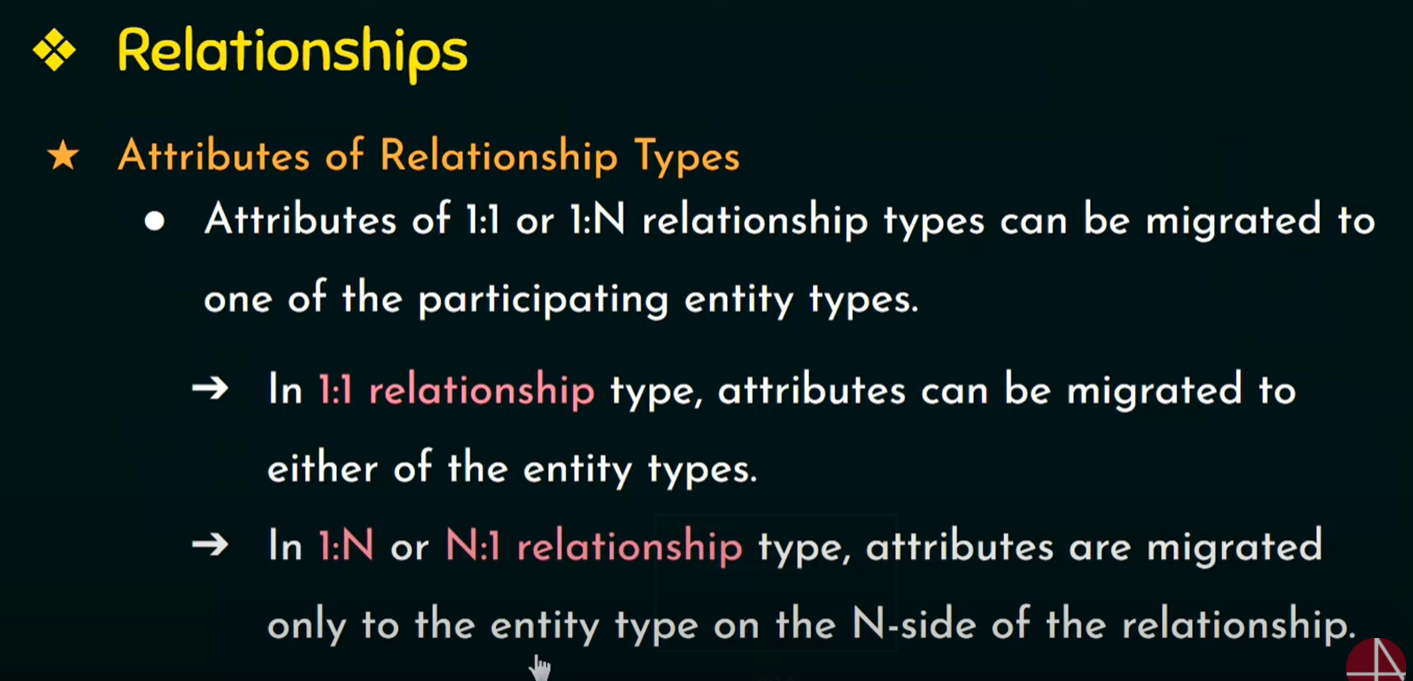 ❖ Relationships
★ Attributes of Relationship Types
● Attributes of 1:1 or 1:N relationship types can be migrated to
one of the participating entity types.
➔ In 1:1 relationship type, attributes can be migrated to
either of the entity types.
➔ In 1:N or N:1 relationship type, attributes are migrated
only to the entity type on the N-side of the relationship.